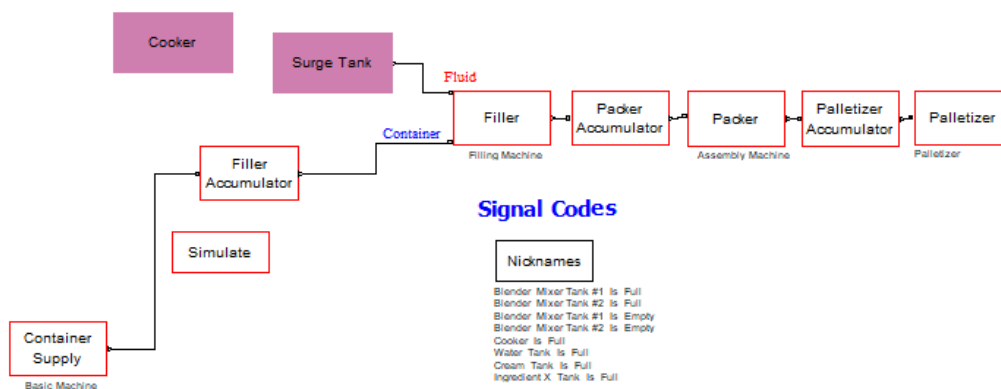 Cooker
Surge Tank
Fluid
Container
Filler
Filling Machine
Packer
Accumulator
Packer
Assembly Machine
Palletizer
Accumulator
Palletizer
Palletizer
Filler
Accumulator
Simulate
Container
Supply
Basic Machine
Signal Codes
Nicknames
Blender Mixer Tank #1 Is Full
Blender Mixer Tank #2 Is Full
Blender Mixer Tank #1 Is Empty
Blender Mixer Tank #2 Is Empty
Cooker Is Full
Water Tank Is Full
Cream Tank Is Full
Ingredient X Tank Is Full